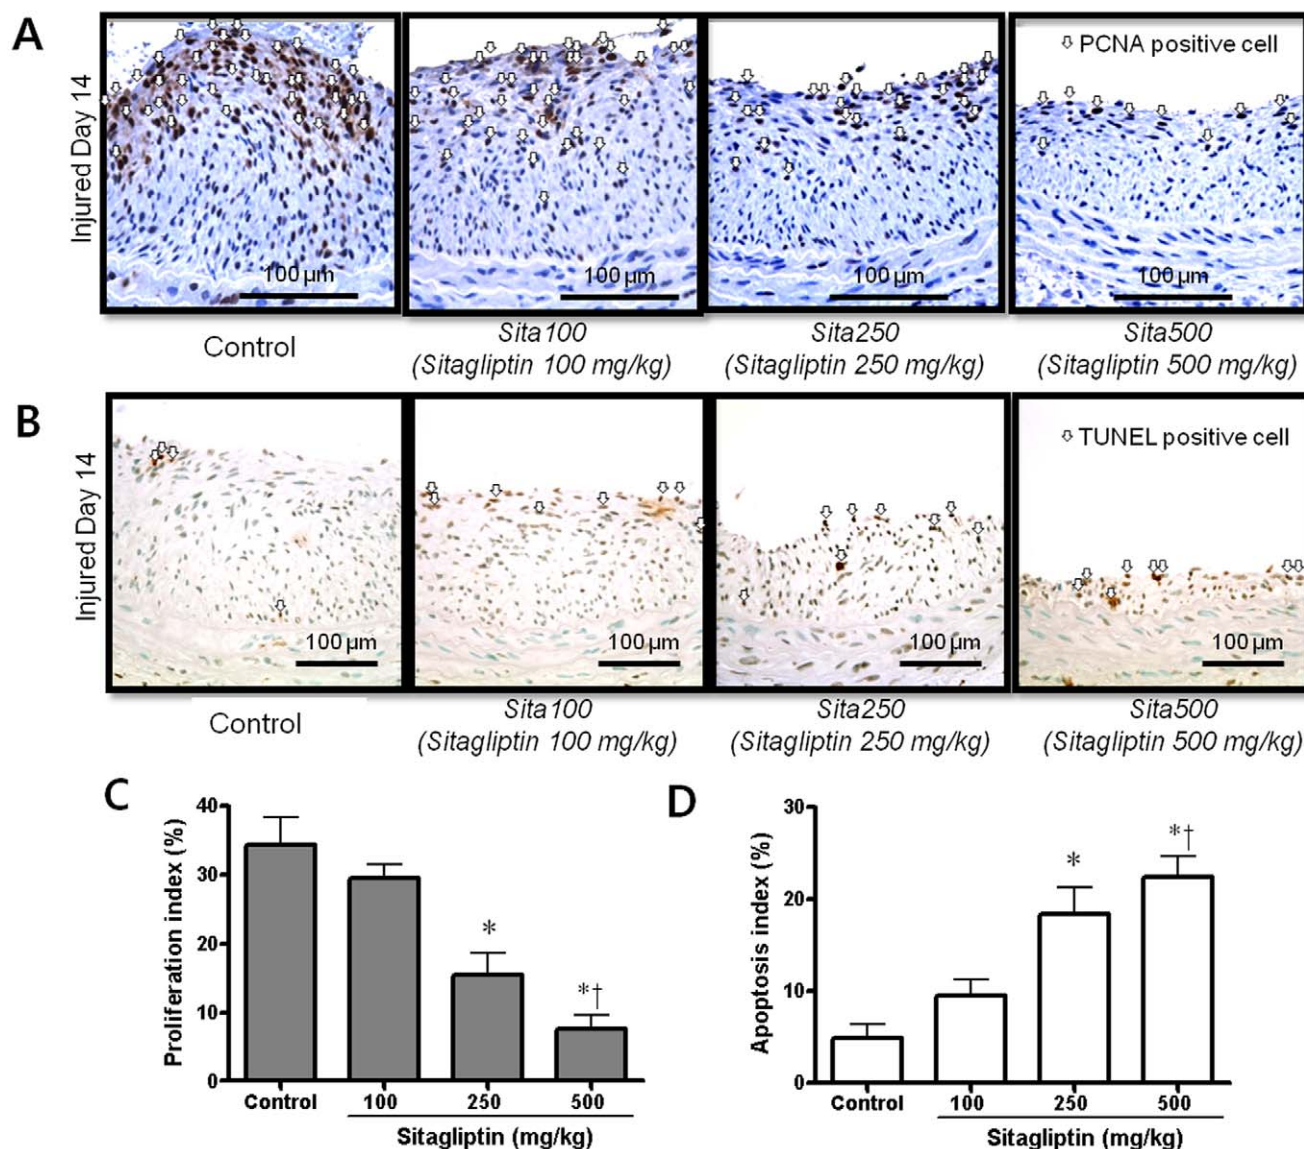 A
Injured Day 14
PCNA positive cell
100 µm
100 µm
100 µm
100 µm
Control
Sita100
(Sitagliptin 100 mg/kg)
Sita250
(Sitagliptin 250 mg/kg)
Sita500
(Sitagliptin 500 mg/kg)
B
Injured Day 14
TUNEL positive cell
100 µm
100 µm
100 µm
100 µm
Control
Sita100
(Sitagliptin 100 mg/kg)
Sita250
(Sitagliptin 250 mg/kg)
Sita500
(Sitagliptin 500 mg/kg)
C
Proliferation index (%)
40
30
20
10
0
*
*†
Control
100
250
500
Sitagliptin (mg/kg)
D
Apoptosis index (%)
30
20
10
0
*
*†
Control
100
250
500
Sitagliptin (mg/kg)